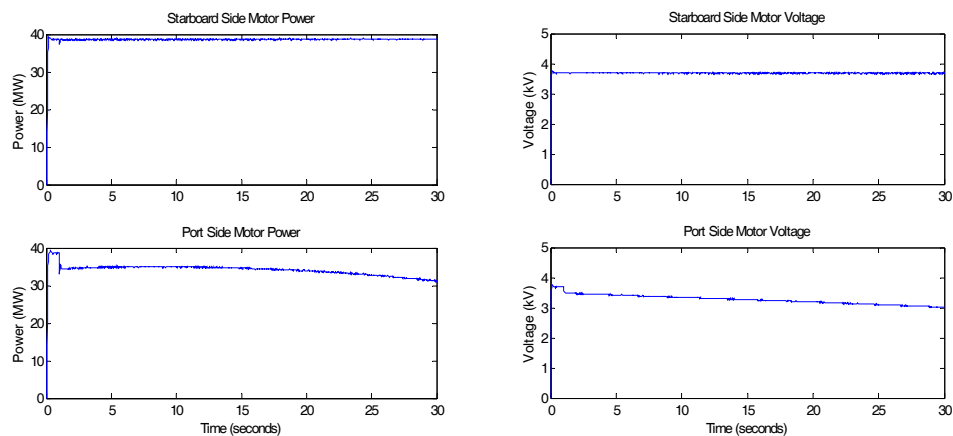 Starboard Side Motor Power
Starboard Side Motor Voltage
Power (MW)
40
30
20
10
0
0 5 10 15 20 25 30
Voltage (kV)
5
4
3
2
1
0
0 5 10 15 20 25 30
Port Side Motor Power
Port Side Motor Voltage
Power (MW)
40
30
20
10
0
0 5 10 15 20 25 30
Time (seconds)
Voltage (kV)
5
4
3
2
1
0
0 5 10 15 20 25 30
Time (seconds)